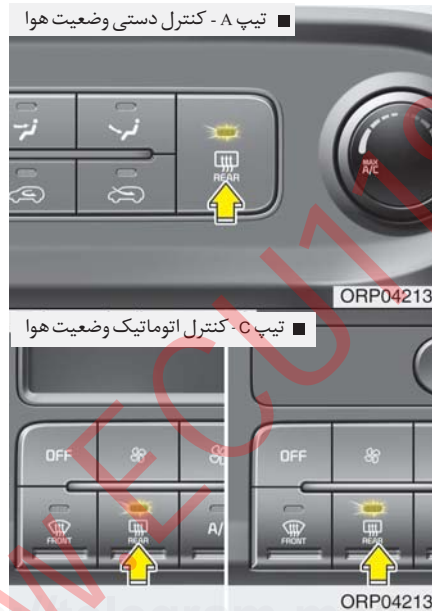 ■ تیپ A - کنترل دستی وضعیت هوا
REAR
MAX
A/C
ORP04213
■ تیپ C - کنترل اتوماتیک وضعیت هوا
OFF
OFF
FRONT
REAR
A/
FRONT
REAR
ORP04213